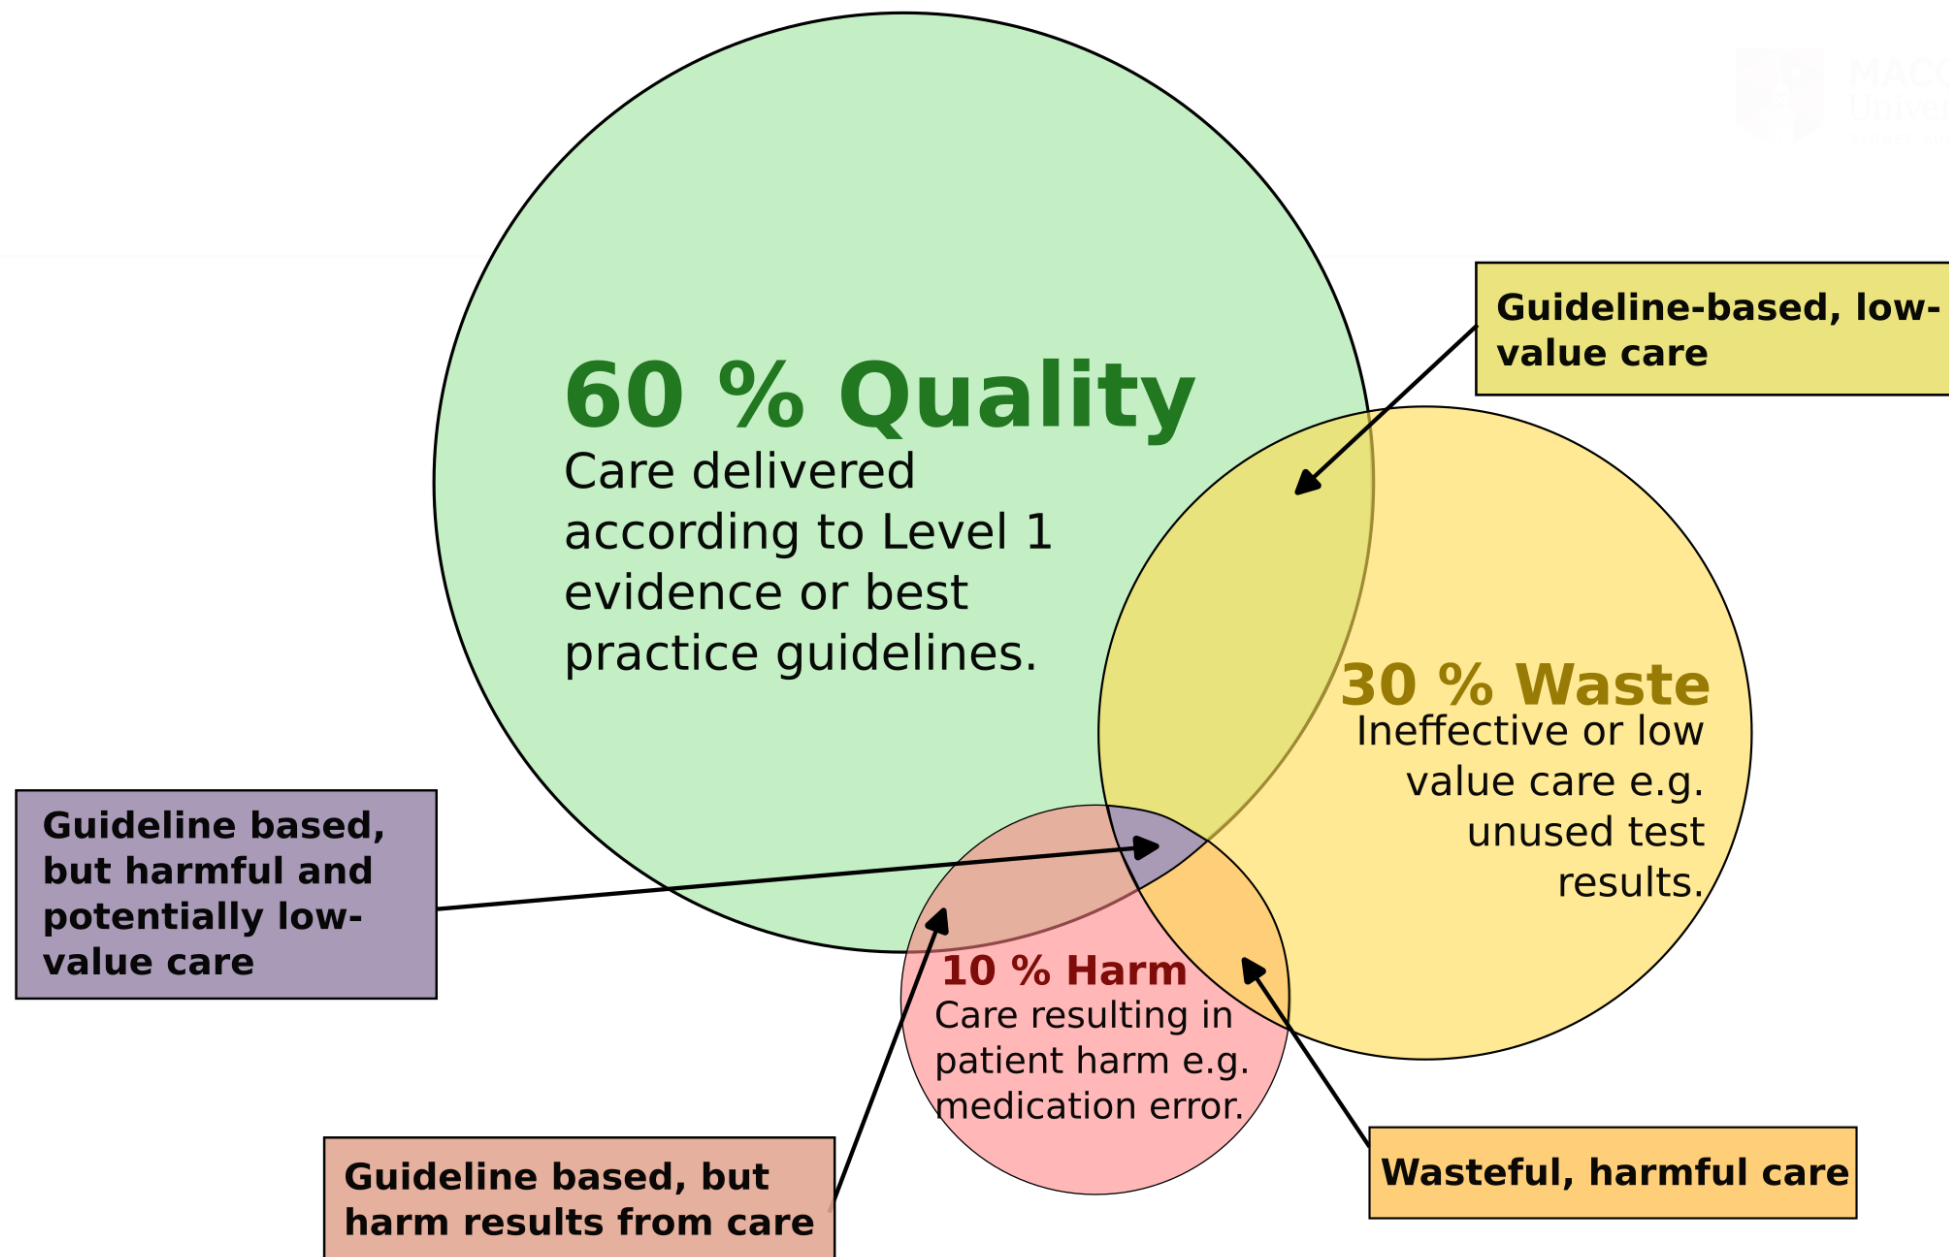 MACQ
Univer
Guideline-based, low-
value care
60 % Quality
Care delivered
according to Level 1
evidence or best
practice guidelines.
30 % Waste
Ineffective or low
value care e.g.
unused test
results.
Guideline based,
but harmful and
potentially low-
value care
10 % Harm
Care resulting in
patient harm e.g.
medication error.
Guideline based, but
harm results from care
Wasteful, harmful care